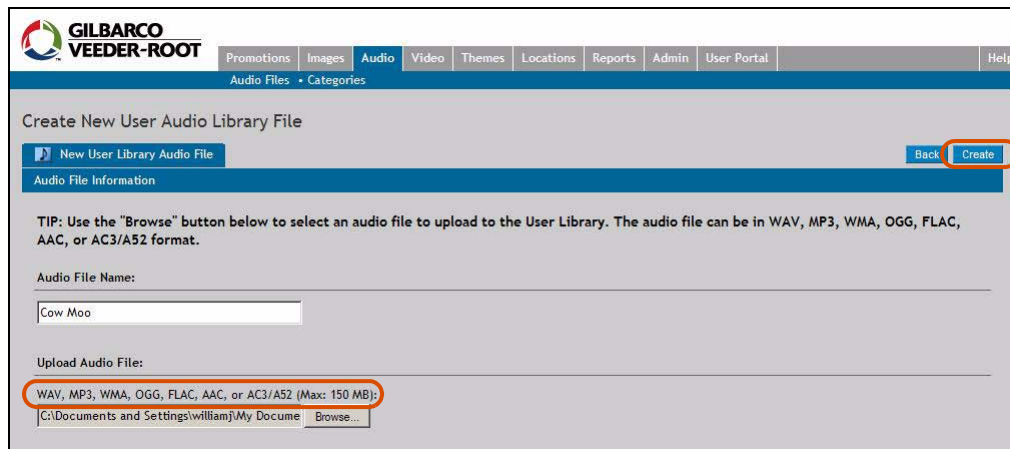 GILBARCO
VEEDER-ROOT
Promotions Images Audio Video Themes Locations Reports Admin User Portal Help
Audio Files • Categories
Create New User Audio Library File
New User Library Audio File Back Create
Audio File Information
TIP: Use the "Browse" button below to select an audio file to upload to the User Library. The audio file can be in WAV, MP3, WMA, OGG, FLAC,
AAC, or AC3/A52 format.
Audio File Name:
Cow Moo
Upload Audio File:
WAV, MP3, WMA, OGG, FLAC, AAC, or AC3/A52 (Max: 150 MB):
C:\Documents and Settings\williamj\My Docume Browse...